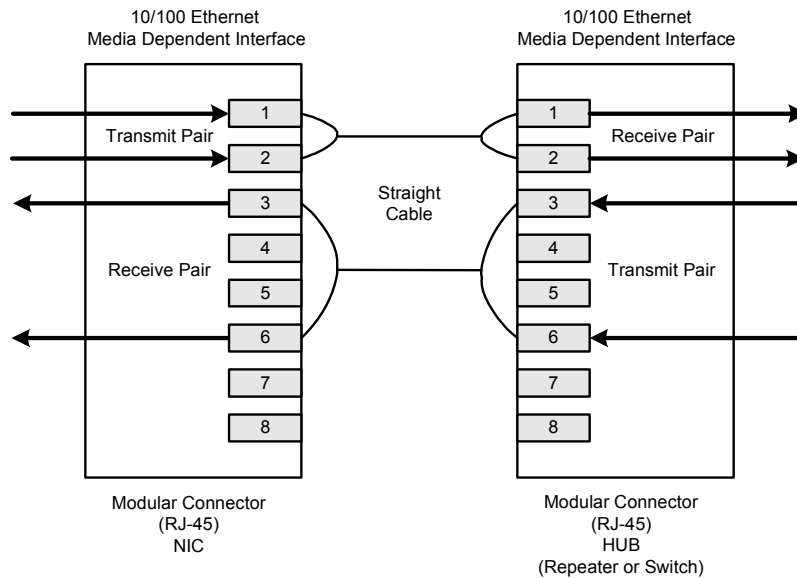 10/100 Ethernet
Media Dependent Interface
10/100 Ethernet
Media Dependent Interface
1
Transmit Pair
2
3
4
Receive Pair
5
6
7
8
Straight
Cable
1
Receive Pair
2
3
4
Transmit Pair
5
6
7
8
Modular Connector
(RJ-45)
NIC
Modular Connector
(RJ-45)
HUB
(Repeater or Switch)